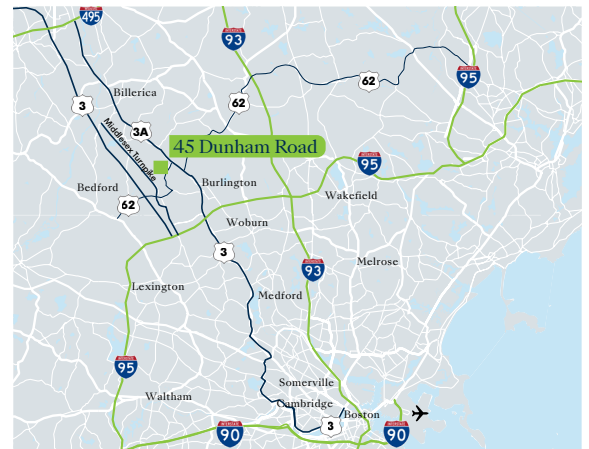 495
93
62
95
Billerica
3
62
3A
Middlesex Turnpike
45 Dunham Road
95
Bedford
Burlington
Wakefield
62
Woburn
3
Melrose
93
Lexington
Medford
95
Somerville
Waltham
Cambridge
Boston
3
90
90